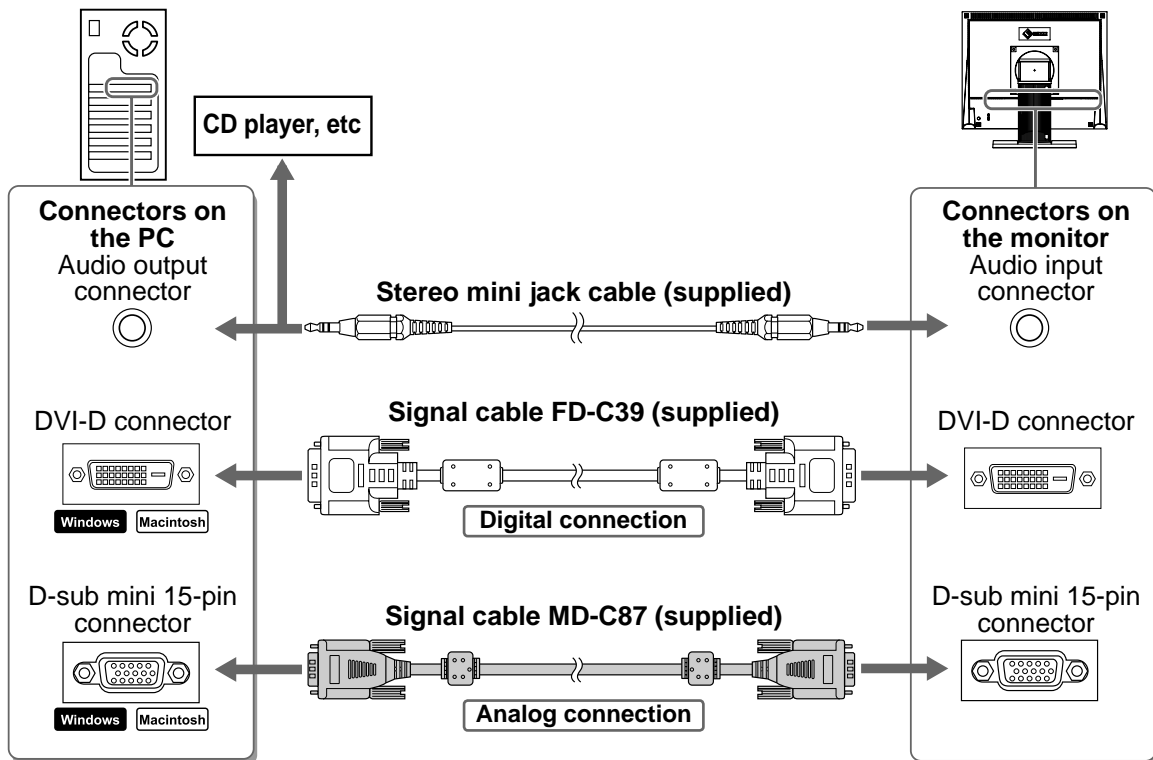 CD player, etc
Connectors on
the PC
Audio output
connector
Stereo mini jack cable (supplied)
Connectors on
the monitor
Audio input
connector
DVI-D connector
Windows Macintosh
Signal cable FD-C39 (supplied)
Digital connection
DVI-D connector
D-sub mini 15-pin
connector
Windows Macintosh
Signal cable MD-C87 (supplied)
Analog connection
D-sub mini 15-pin
connector